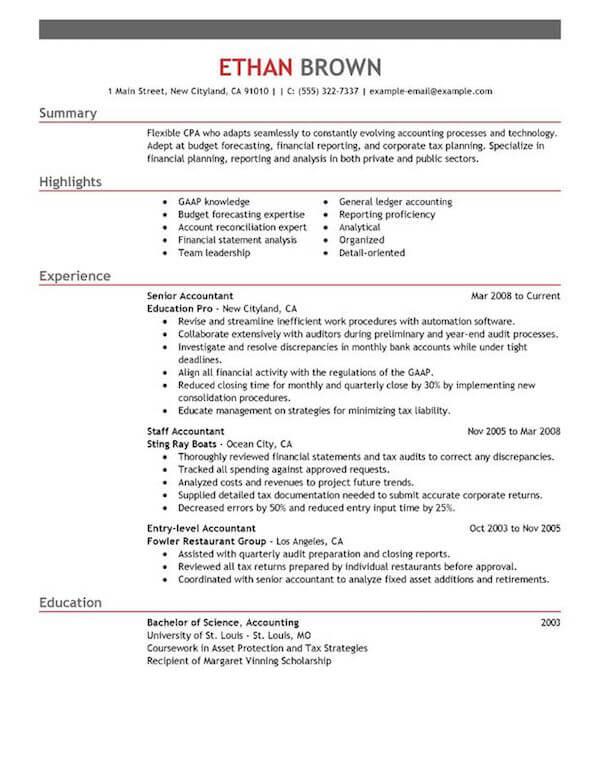 ETHAN BROWN
1 Main Street, New Cityland, CA 91010 | | C: (555) 322-7337 | example-email@example.com
Summary
Flexible CPA who adapts seamlessly to constantly evolving accounting processes and technology.
Adept at budget forecasting, financial reporting, and corporate tax planning. Specialize in
financial planning, reporting and analysis in both private and public sectors.
Highlights
• GAAP knowledge
• Budget forecasting expertise
• Account reconciliation expert
• Financial statement analysis
• Team leadership
• General ledger accounting
• Reporting proficiency
• Analytical
• Organized
• Detail-oriented
Experience
Senior Accountant Mar 2008 to Current
Education Pro - New Cityland, CA
• Revise and streamline inefficient work procedures with automation software.
• Collaborate extensively with auditors during preliminary and year-end audit processes.
• Investigate and resolve discrepancies in monthly bank accounts while under tight
deadlines.
• Align all financial activity with the regulations of the GAAP.
• Reduced closing time for monthly and quarterly close by 30% by implementing new
consolidation procedures.
• Educate management on strategies for minimizing tax liability.
Staff Accountant Nov 2005 to Mar 2008
Sting Ray Boats - Ocean City, CA
• Thoroughly reviewed financial statements and tax audits to correct any existing errors.
• Tracked all spending against approved requests.
• Analyzed costs and revenues to project future trends.
• Supplied detailed tax documentation needed to submit accurate corporate returns.
• Decreased errors by 50% and reduced entry input time by 25%.
Entry-level Accountant Oct 2003 to Nov 2005
Fowler Restaurant Group - Los Angeles, CA
• Assisted with quarterly audit preparation and closing reports.
• Reviewed all tax returns prepared by individual restaurants before approval.
• Coordinated with senior accountant to analyze fixed asset additions and retirements.
Education
Bachelor of Science, Accounting 2003
University of St. Louis - St. Louis, MO
Coursework in Asset Protection and Tax Strategies
Recipient of Margaret Vinning Scholarship